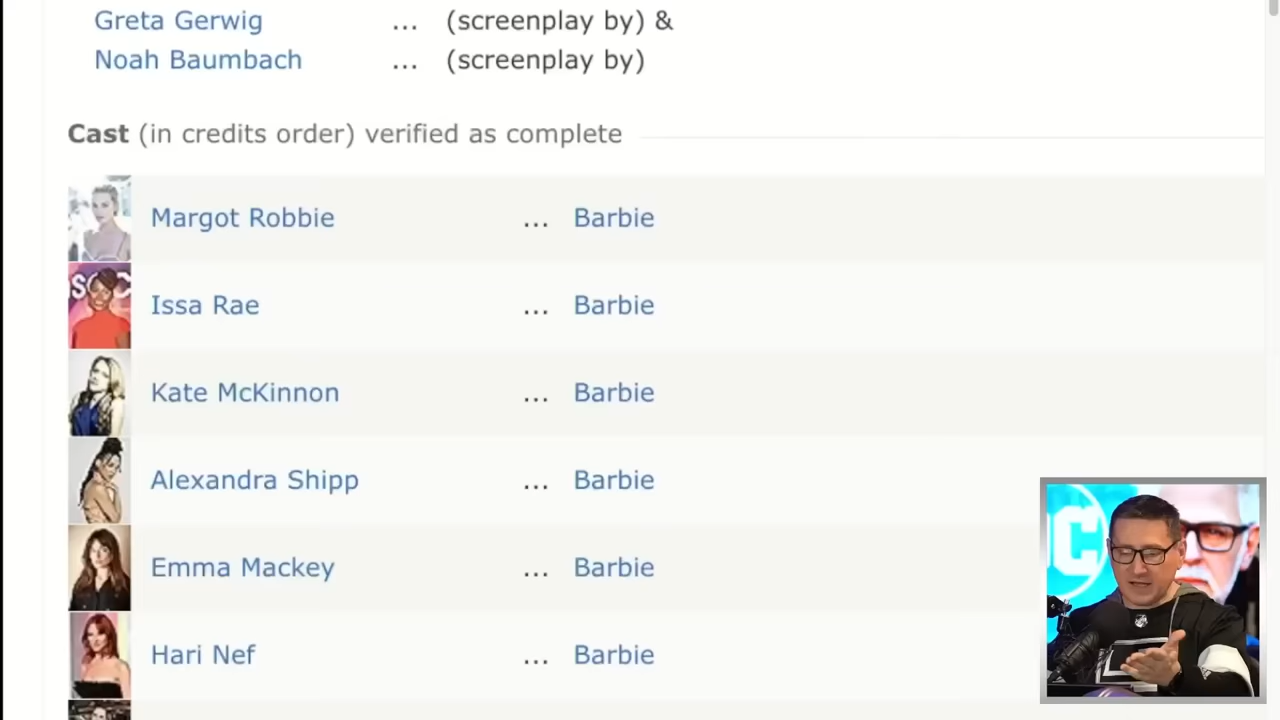 Greta Gerwig ... (screenplay by) &
Noah Baumbach ... (screenplay by)
Cast (in credits order) verified as complete
Margot Robbie ... Barbie
Issa Rae ... Barbie
Kate McKinnon ... Barbie
Alexandra Shipp ... Barbie
Emma Mackey ... Barbie
Hari Nef ... Barbie